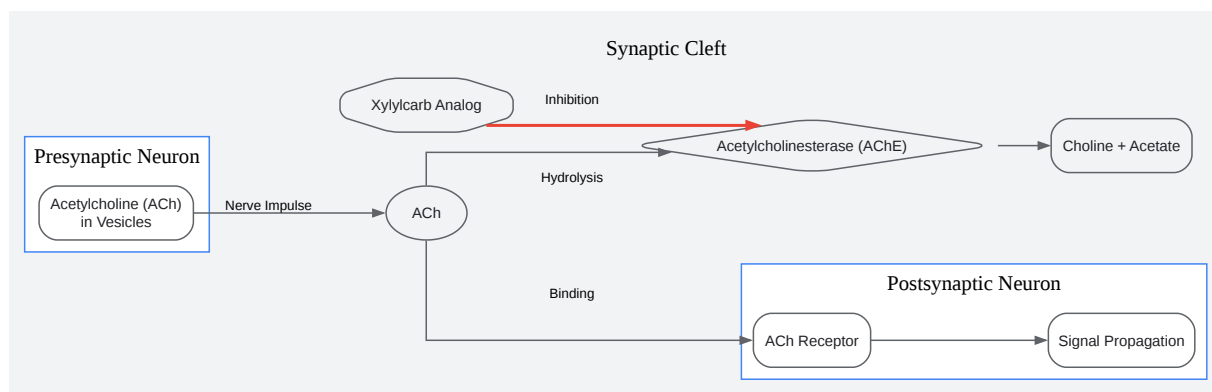 Synaptic Cleft
Xylylcarb Analog
Inhibition
Acetylcholinesterase (AChE)
Choline + Acetate
Presynaptic Neuron
Acetylcholine (ACh)
in Vesicles
Nerve Impulse
ACh
Hydrolysis
Binding
Postsynaptic Neuron
ACh Receptor
Signal Propagation